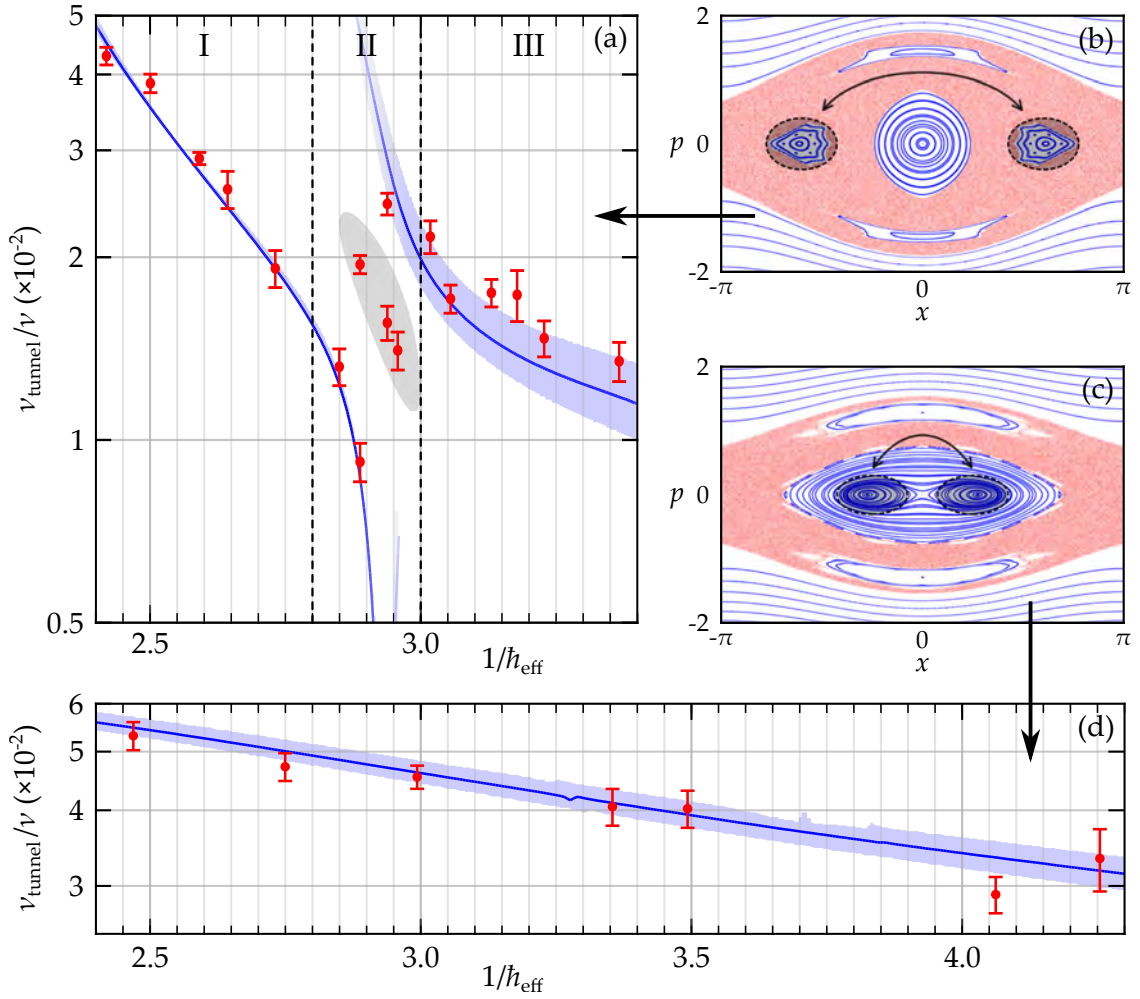 5
4
3
2
1
0.5
ν_tunnel/ν (×10⁻²)
I
II
III
(a)
2.5
3.0
1/ħ_eff
2
p 0
-2
-π
0
π
x
(b)
2
p 0
-2
-π
0
π
x
(c)
6
5
4
3
ν_tunnel/ν (×10⁻²)
(d)
2.5
3.0
3.5
4.0
1/ħ_eff